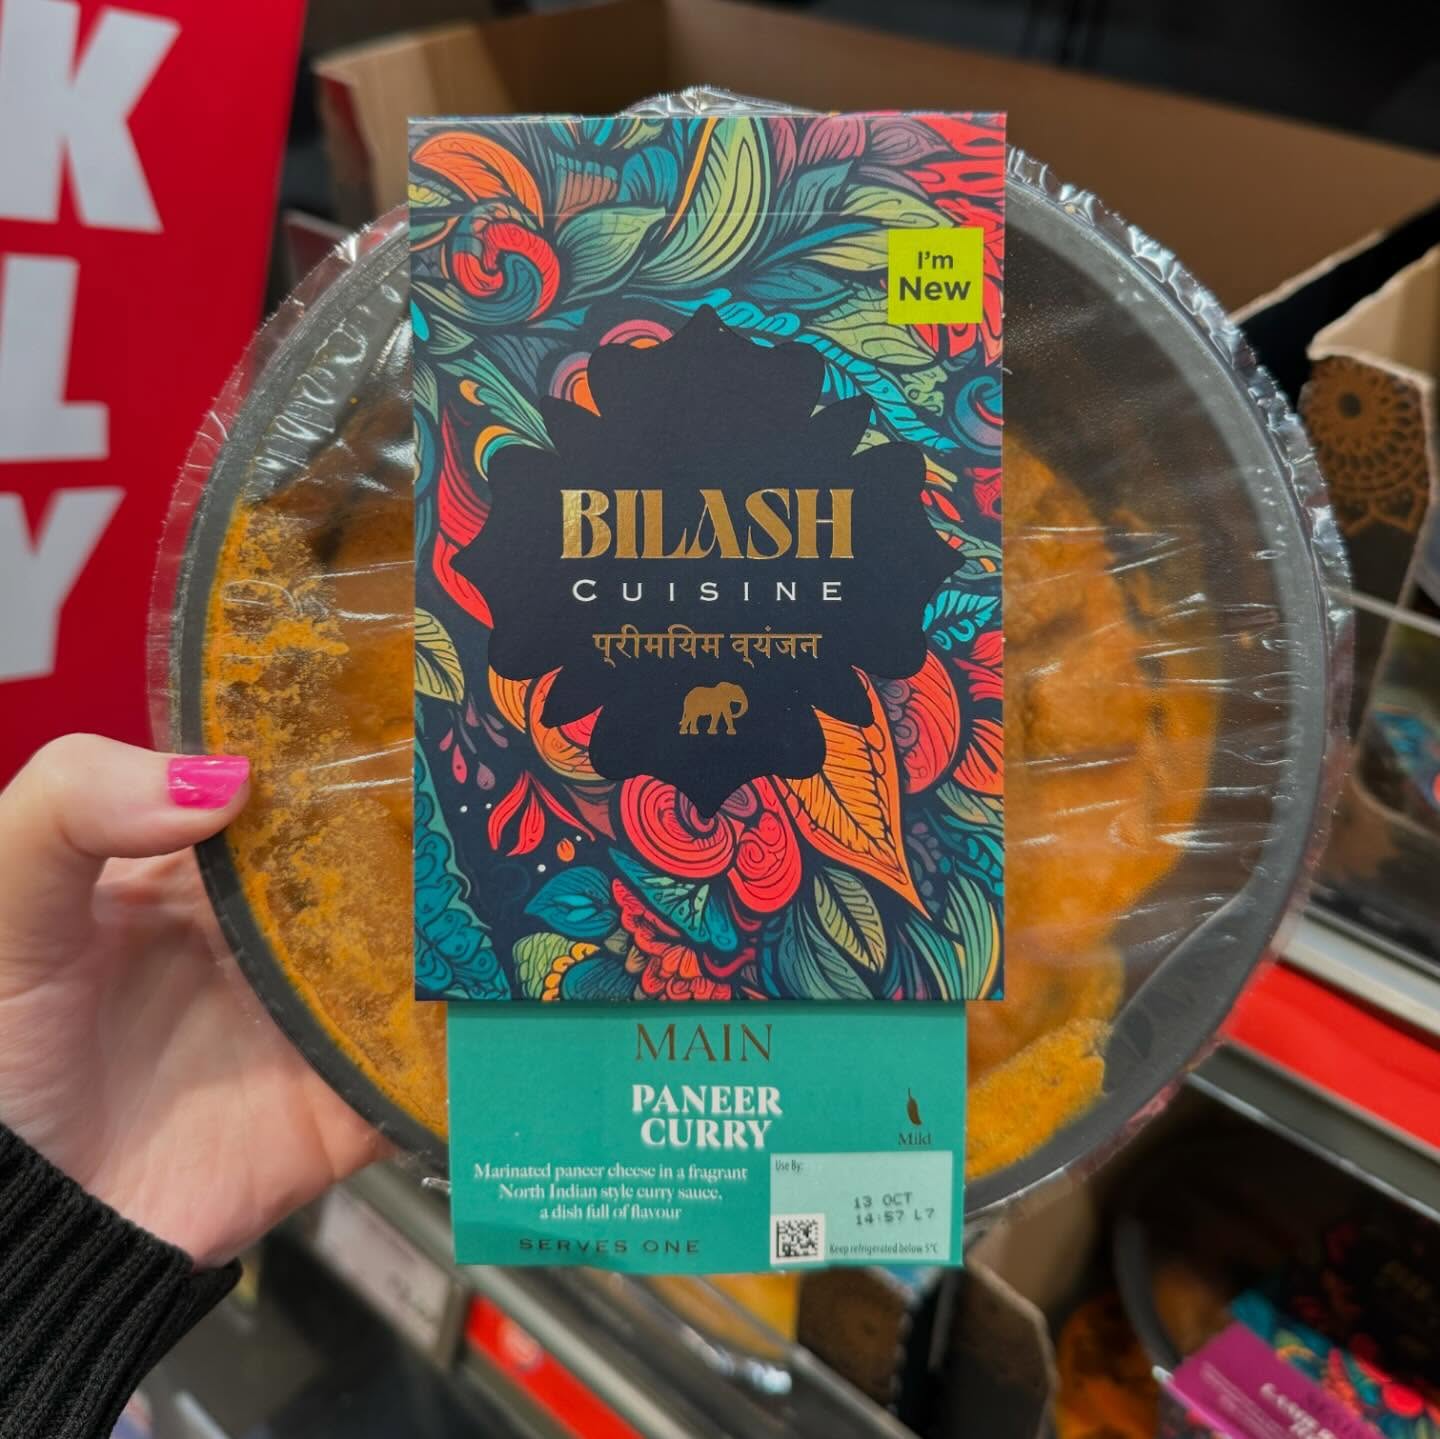 K
LY
I'm
New
BILASH
CUISINE
प्रीमयिम व्यंजन
MAIN
PANEER
CURRY
Mild
Marinated paneer cheese in a fragrant
North Indian style curry sauce,
a dish full of flavour
SERVES ONE
Use By:
13 OCT
14:57 L7
Keep refrigerated below 5°C